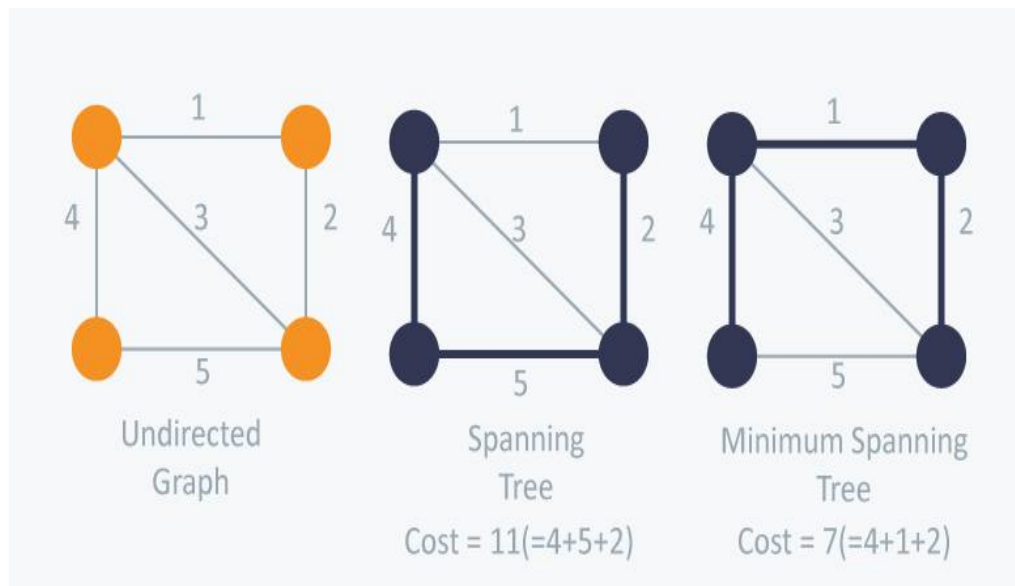 1
4
3
2
5
Undirected
Graph
1
4
3
2
5
Spanning
Tree
Cost = 11(=4+5+2)
1
4
3
2
5
Minimum Spanning
Tree
Cost = 7(=4+1+2)